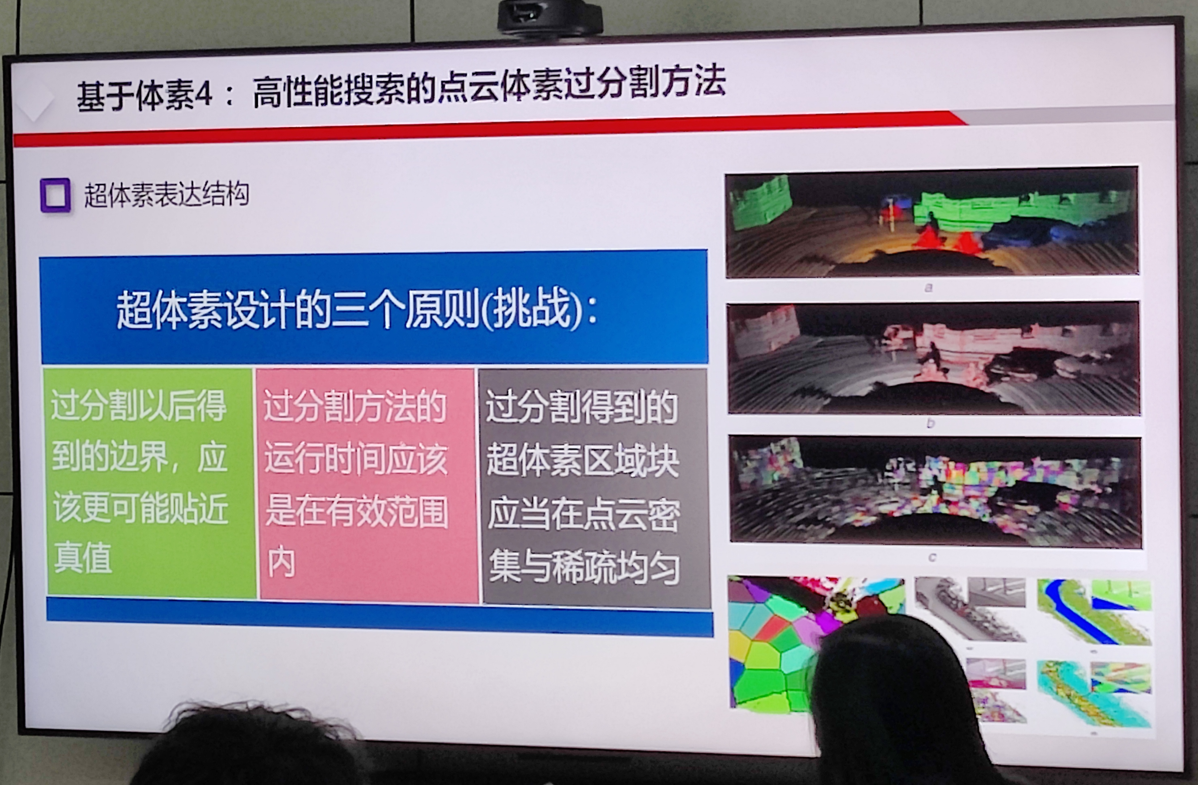 基于体素4：高性能搜索的点云体素过分割方法
超体素表达结构
超体素设计的三个原则(挑战)：
过分割以后得
到的边界，应
该更可能贴近
真值
过分割方法的
运行时间应该
是在有效范围
内
过分割得到的
超体素区域块
应当在点云密
集与稀疏均匀
a
b
c